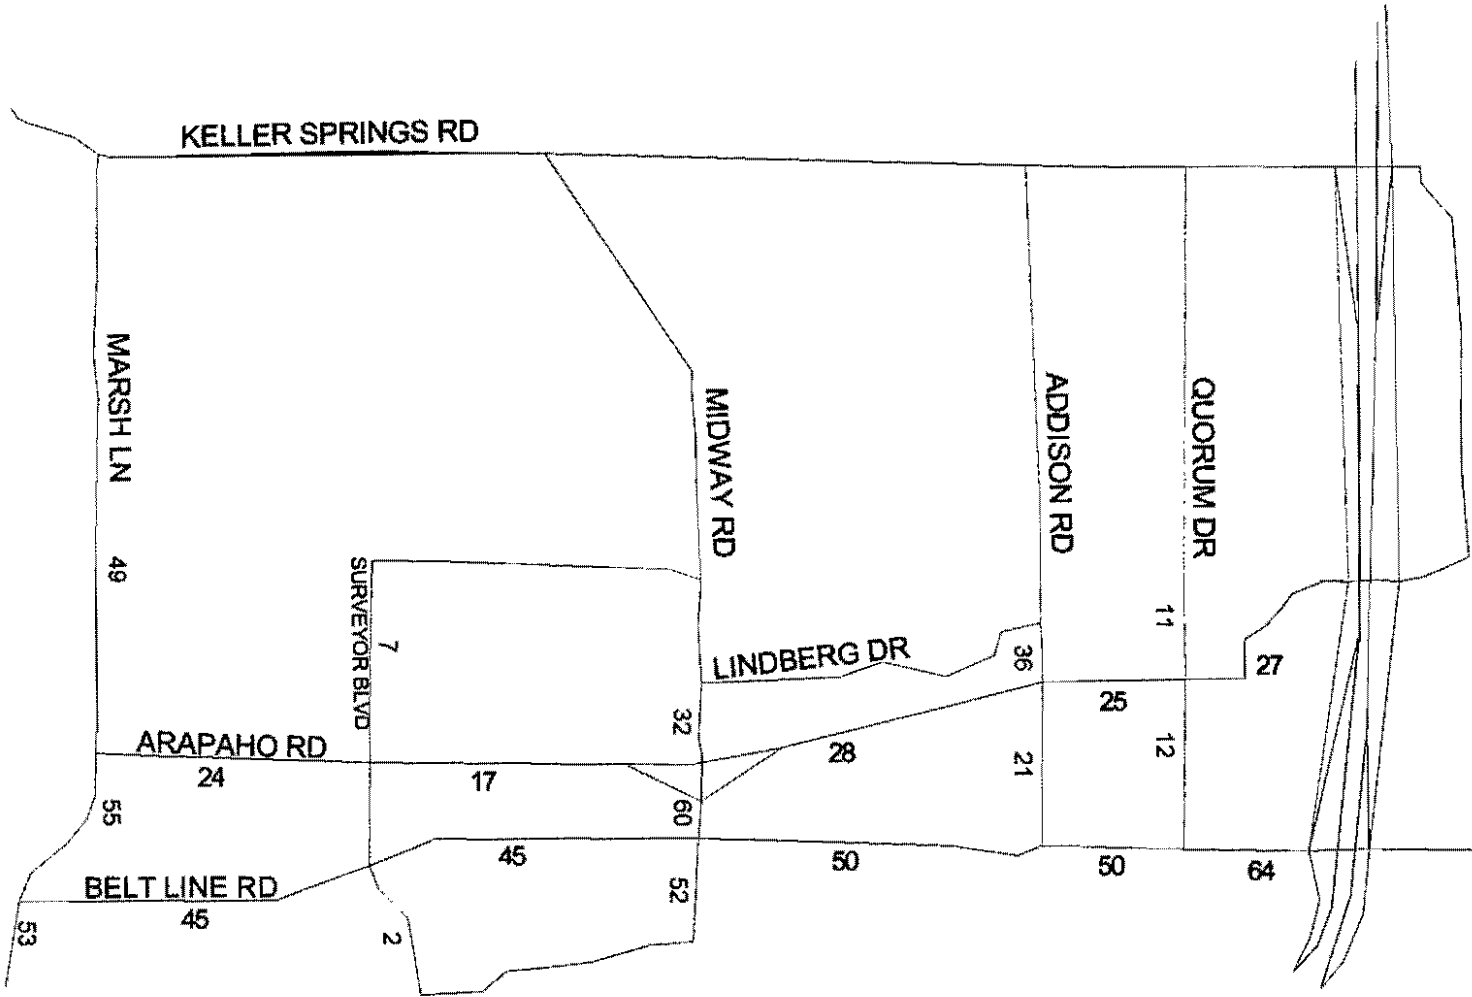 KELLER SPRINGS RD
MARSH LN
MIDWAY RD
ADDISON RD
QUORUM DR
49
SURVEYOR BLVD
7
11
LINDBERG DR
36
27
25
32
ARAPAHO RD
24
17
28
21
12
55
60
45
50
50
64
BELT LINE RD
45
52
53
2